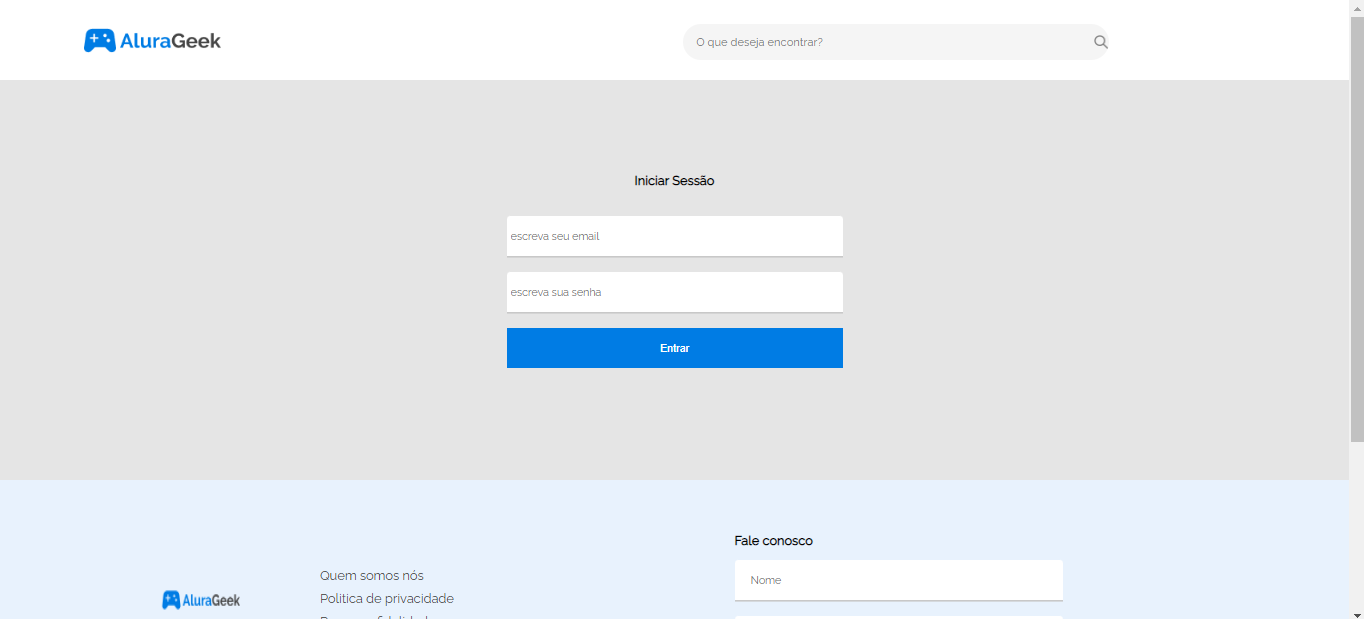 AluraGeek
O que deseja encontrar?
Iniciar Sessão
escreva seu email
escreva sua senha
Entrar
Fale conosco
Nome
AluraGeek
Quem somos nós
Politica de privacidade